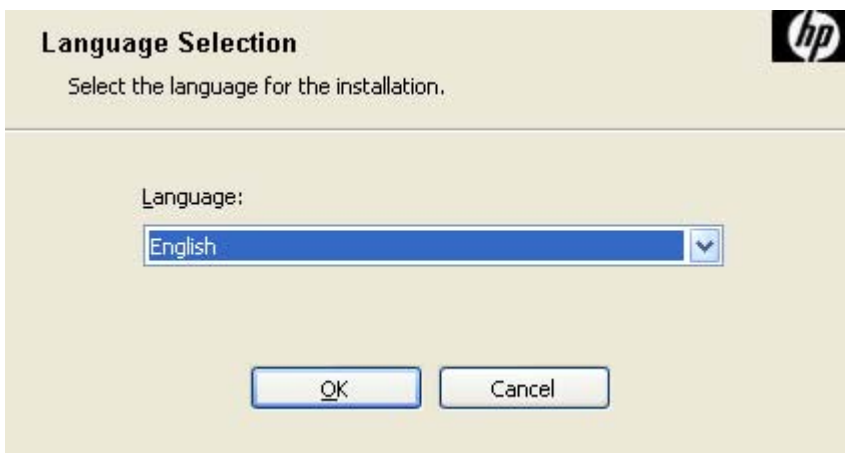 Language Selection
hp
Select the language for the installation.
Language:
English
OK
Cancel